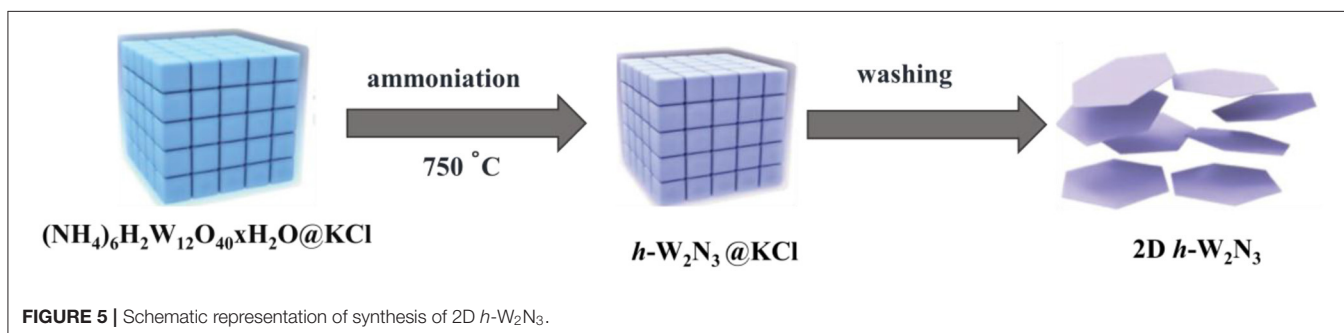 ammoniation
750 °C
washing
(NH₄)₆H₂W₁₂O₄₀xH₂O@KCl
h-W₂N₃@KCl
2D h-W₂N₃
FIGURE 5 | Schematic representation of synthesis of 2D h-W₂N₃.